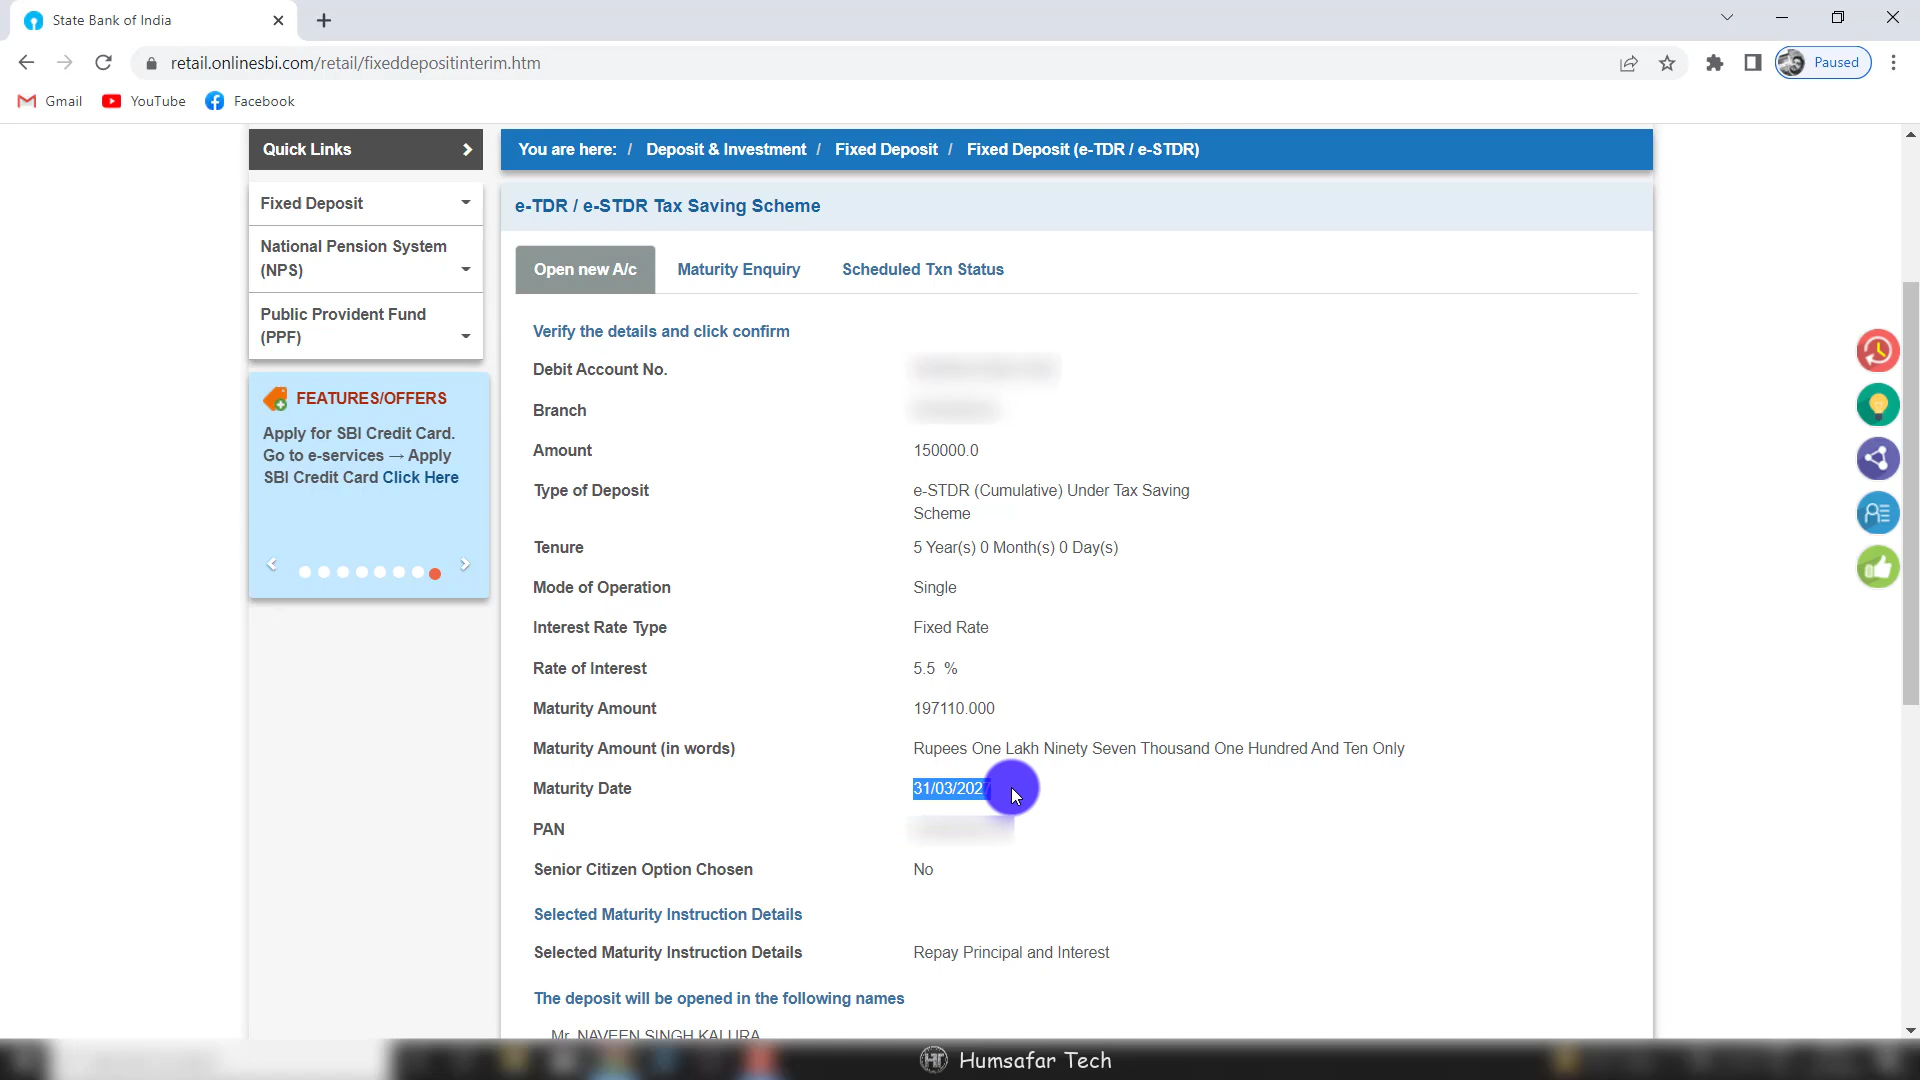 State Bank of India
retail.onlinesbi.com/retail/fixeddepositinterim.htm
Paused
Gmail YouTube Facebook
Quick Links
You are here: / Deposit & Investment / Fixed Deposit / Fixed Deposit (e-TDR / e-STDR)
Fixed Deposit
National Pension System
(NPS)
Public Provident Fund
(PPF)
FEATURES/OFFERS
Apply for SBI Credit Card.
Go to e-services → Apply
SBI Credit Card Click Here
e-TDR / e-STDR Tax Saving Scheme
Open new A/c Maturity Enquiry Scheduled Txn Status
Verify the details and click confirm
Debit Account No.
Branch
Amount 150000.0
Type of Deposit e-STDR (Cumulative) Under Tax Saving
Scheme
Tenure 5 Year(s) 0 Month(s) 0 Day(s)
Mode of Operation Single
Interest Rate Type Fixed Rate
Rate of Interest 5.5 %
Maturity Amount 197110.000
Maturity Amount (in words) Rupees One Lakh Ninety Seven Thousand One Hundred And Ten Only
Maturity Date 31/03/2027
PAN
Senior Citizen Option Chosen No
Selected Maturity Instruction Details
Selected Maturity Instruction Details Repay Principal and Interest
The deposit will be opened in the following names
Mr. NAVEEN SINGH KALURA
HT Humsafar Tech